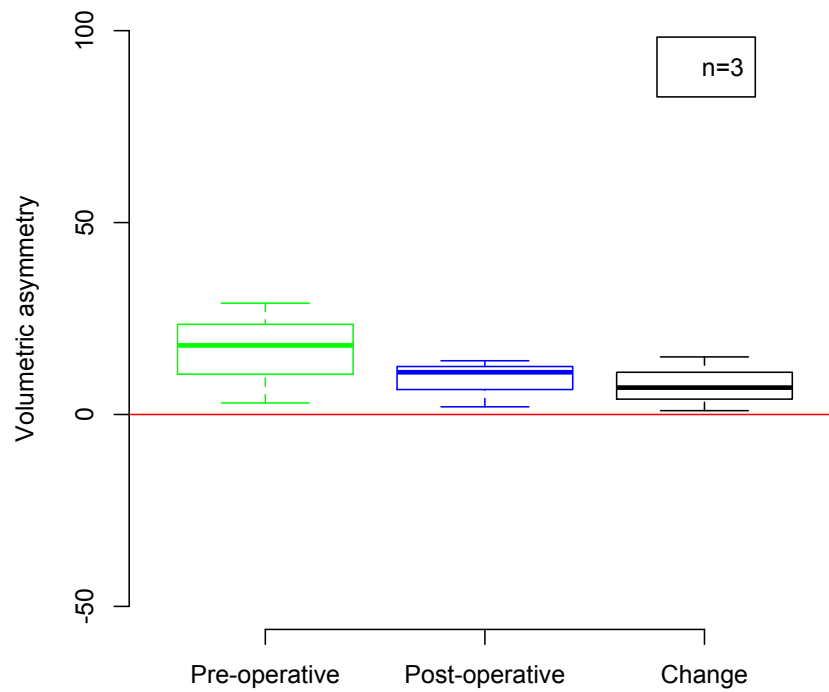 100
n=3
50
0
-50
Volumetric asymmetry
Pre-operative
Post-operative
Change